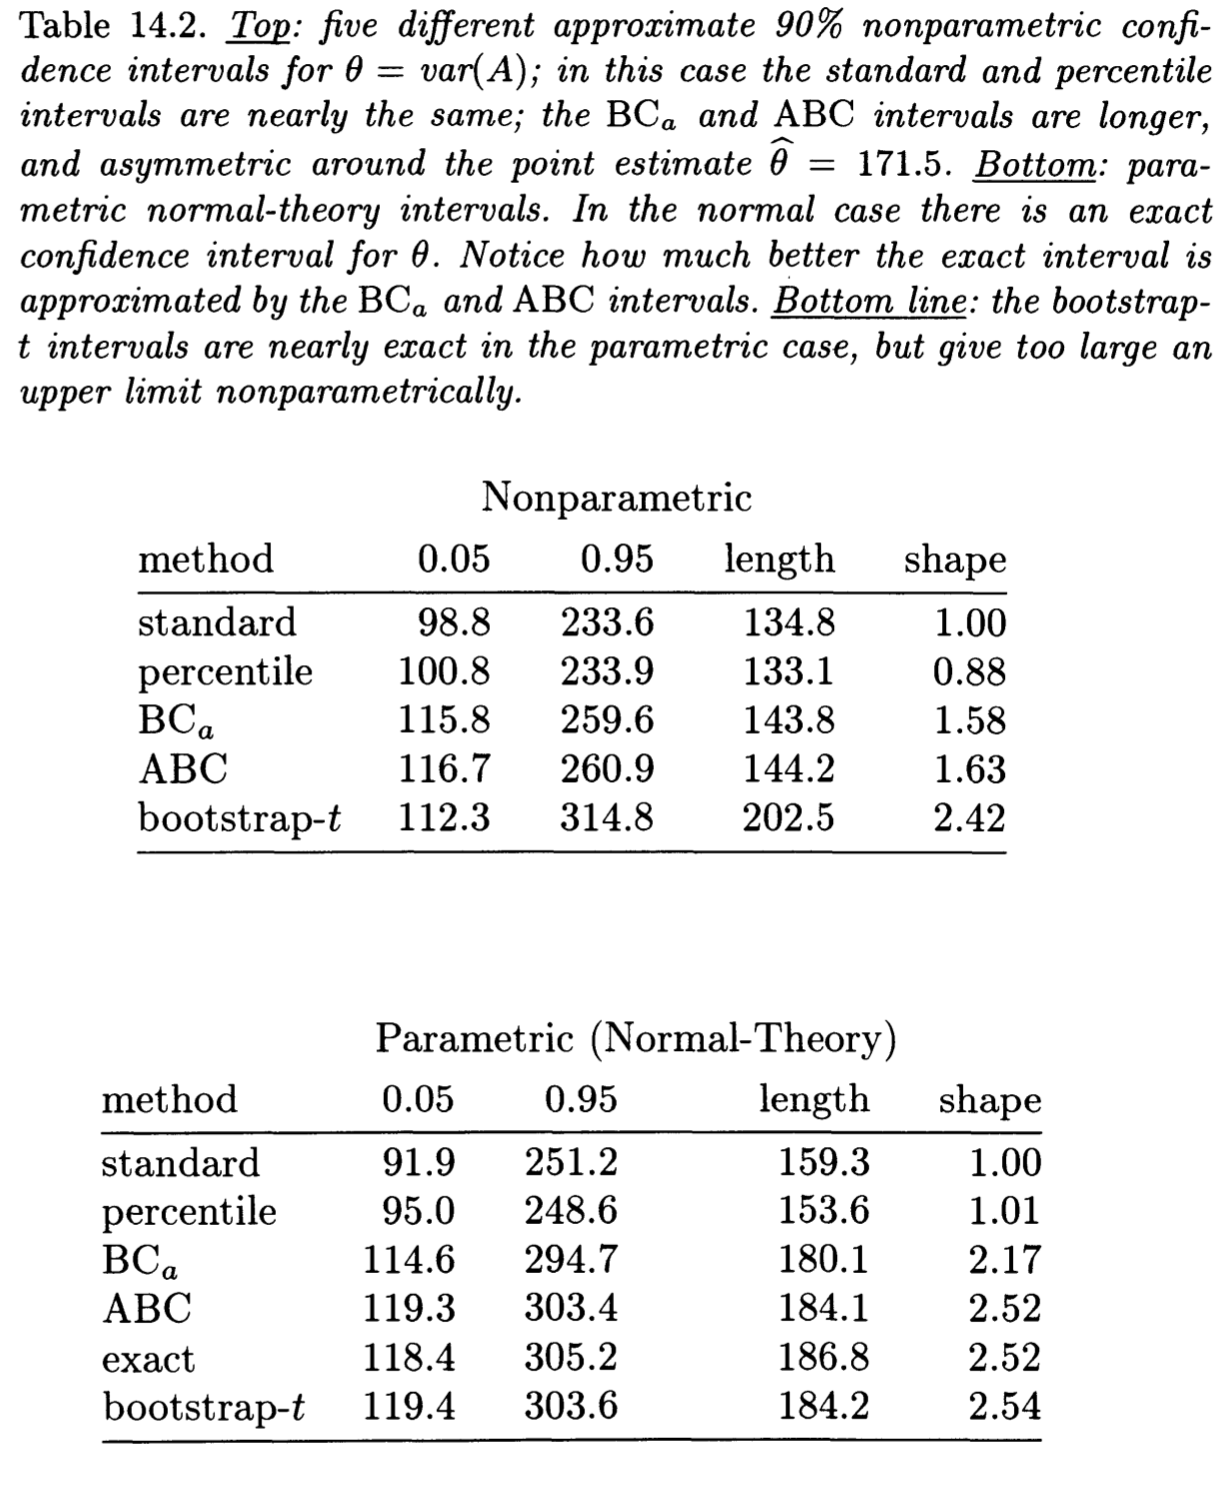 Table 14.2. Top: five different approximate 90% nonparametric confi-
dence intervals for θ = var(A); in this case the standard and percentile
intervals are nearly the same; the BCa and ABC intervals are longer,
and asymmetric around the point estimate θ̂ = 171.5. Bottom: para-
metric normal-theory intervals. In the normal case there is an exact
confidence interval for θ. Notice how much better the exact interval is
approximated by the BCa and ABC intervals. Bottom line: the bootstrap-
t intervals are nearly exact in the parametric case, but give too large an
upper limit nonparametrically.
Nonparametric
method 0.05 0.95 length shape
standard 98.8 233.6 134.8 1.00
percentile 100.8 233.9 133.1 0.88
BCa 115.8 259.6 143.8 1.58
ABC 116.7 260.9 144.2 1.63
bootstrap-t 112.3 314.8 202.5 2.42
Parametric (Normal-Theory)
method 0.05 0.95 length shape
standard 91.9 251.2 159.3 1.00
percentile 95.0 248.6 153.6 1.01
BCa 114.6 294.7 180.1 2.17
ABC 119.3 303.4 184.1 2.52
exact 118.4 305.2 186.8 2.52
bootstrap-t 119.4 303.6 184.2 2.54